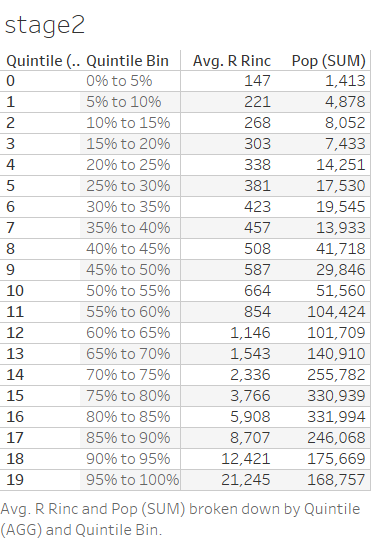 stage2
Quintile (.. Quintile Bin Avg. R Rinc Pop (SUM)
0 0% to 5% 147 1,413
1 5% to 10% 221 4,878
2 10% to 15% 268 8,052
3 15% to 20% 303 7,433
4 20% to 25% 338 14,251
5 25% to 30% 381 17,530
6 30% to 35% 423 19,545
7 35% to 40% 457 13,933
8 40% to 45% 508 41,718
9 45% to 50% 587 29,846
10 50% to 55% 664 51,560
11 55% to 60% 854 104,424
12 60% to 65% 1,146 101,709
13 65% to 70% 1,543 140,910
14 70% to 75% 2,336 255,782
15 75% to 80% 3,766 330,939
16 80% to 85% 5,908 331,994
17 85% to 90% 8,707 246,068
18 90% to 95% 12,421 175,669
19 95% to 100% 21,245 168,757
Avg. R Rinc and Pop (SUM) broken down by Quintile
(AGG) and Quintile Bin.